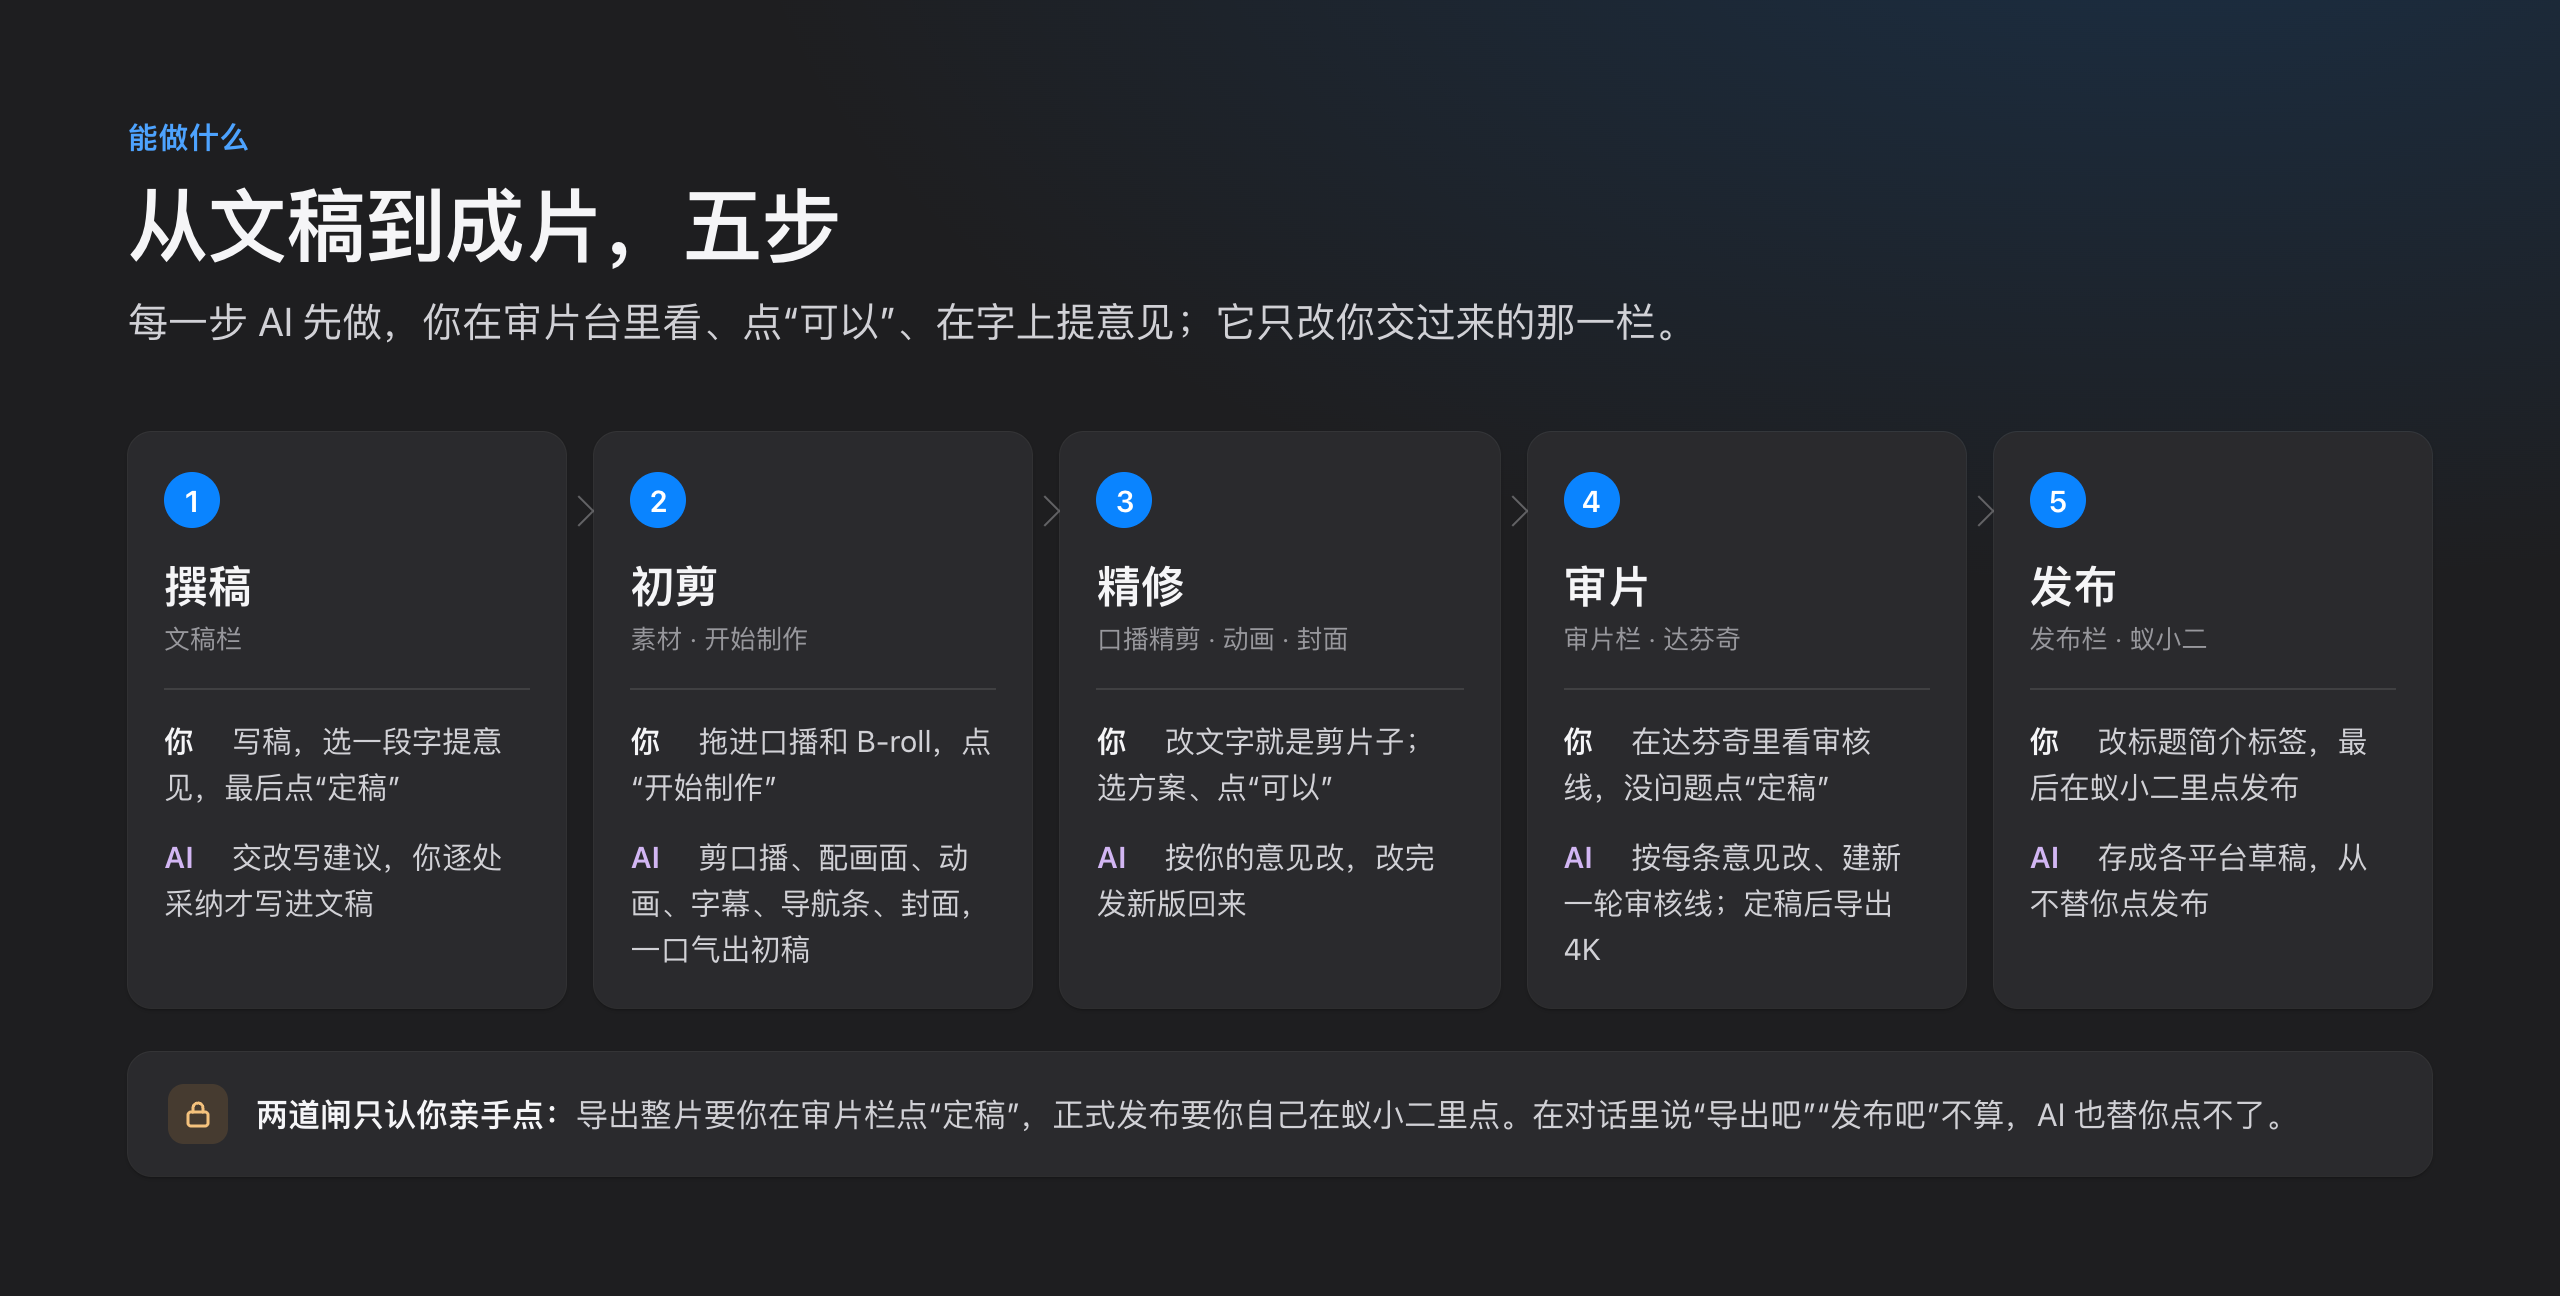 能做什么
从文稿到成片，五步
每一步 AI 先做，你在审片台里看、点“可以”、在字上提意见；它只改你交过来的那一栏。
1
撰稿
文稿栏
你 写稿，选一段字提意
见，最后点“定稿”
AI 交改写建议，你逐处
采纳才写进文稿
2
初剪
素材 · 开始制作
你 拖进口播和 B-roll，点
“开始制作”
AI 剪口播、配画面、动
画、字幕、导航条、封面，
一口气出初稿
3
精修
口播精剪 · 动画 · 封面
你 改文字就是剪片子；
选方案、点“可以”
AI 按你的意见改，改完
发新版回来
4
审片
审片栏 · 达芬奇
你 在达芬奇里看审核
线，没问题点“定稿”
AI 按每条意见改、建新
一轮审核线；定稿后导出
4K
5
发布
发布栏 · 蚁小二
你 改标题简介标签，最
后在蚁小二里点发布
AI 存成各平台草稿，从
不替你点发布
两道闸只认你亲手点：导出整片要你在审片栏点“定稿”，正式发布要你自己在蚁小二里点。在对话里说“导出吧”“发布吧”不算，AI 也替你点不了。